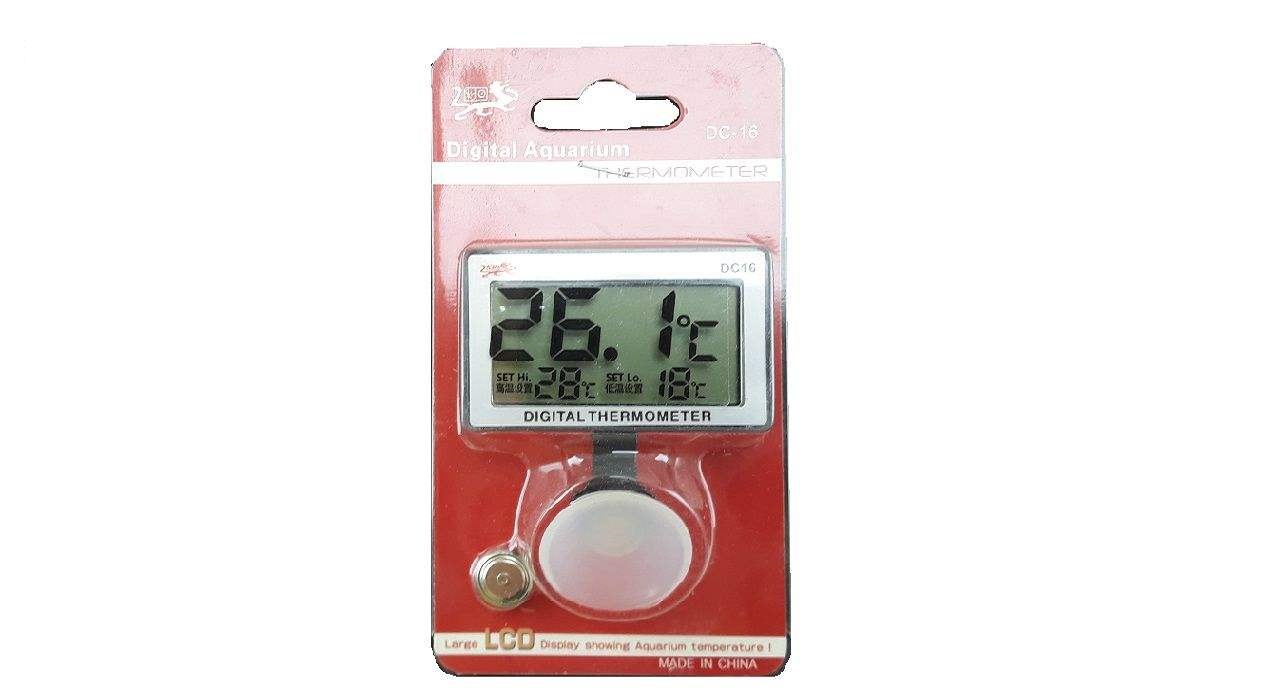 DC-16
Digital Aquarium
THERMOMETER
DC16
26.1°C
SET Hi. 28°C SET Lo. 18°C
高温设置 低温设置
DIGITAL THERMOMETER
Large LCD Display showing Aquarium temperature !
MADE IN CHINA